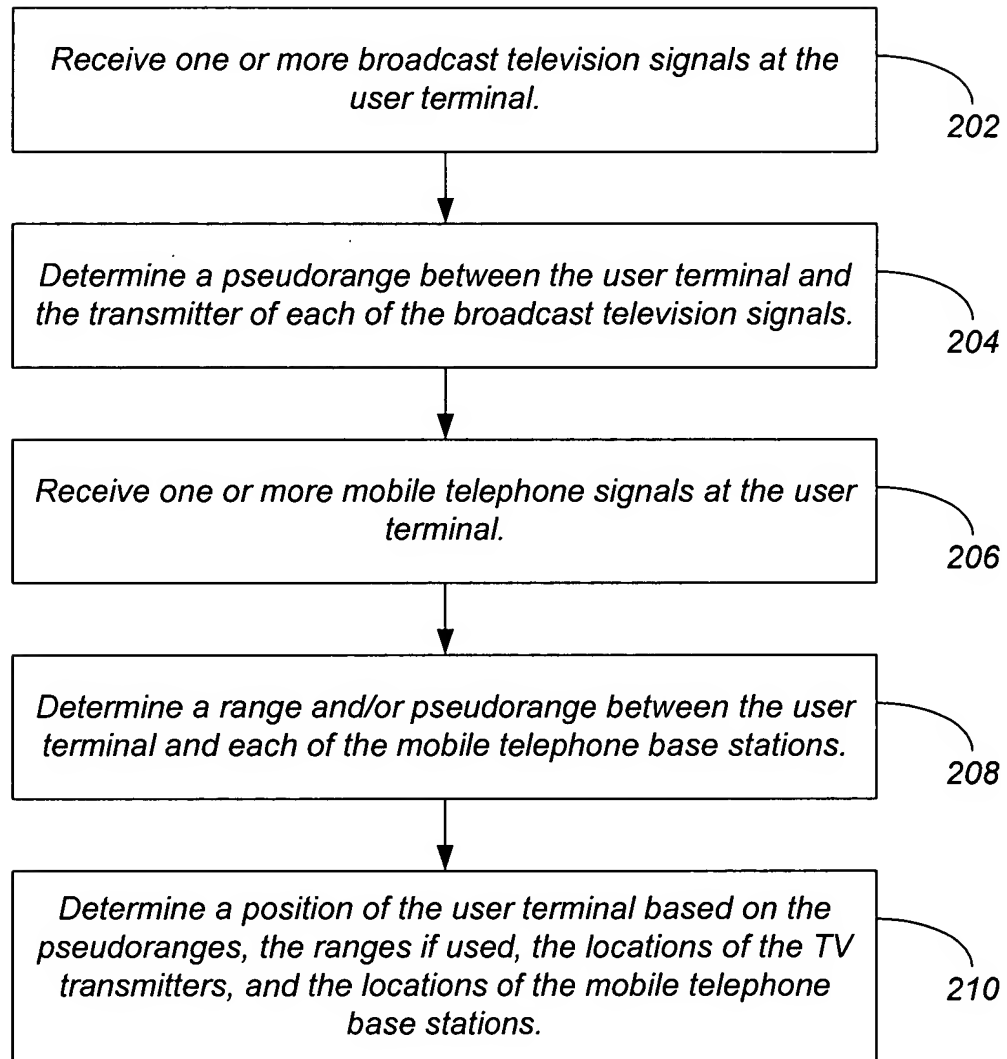 Receive one or more broadcast television signals at the
user terminal.
202
Determine a pseudorange between the user terminal and
the transmitter of each of the broadcast television signals.
204
Receive one or more mobile telephone signals at the user
terminal.
206
Determine a range and/or pseudorange between the user
terminal and each of the mobile telephone base stations.
208
Determine a position of the user terminal based on the
pseudoranges, the ranges if used, the locations of the TV
transmitters, and the locations of the mobile telephone
base stations.
210